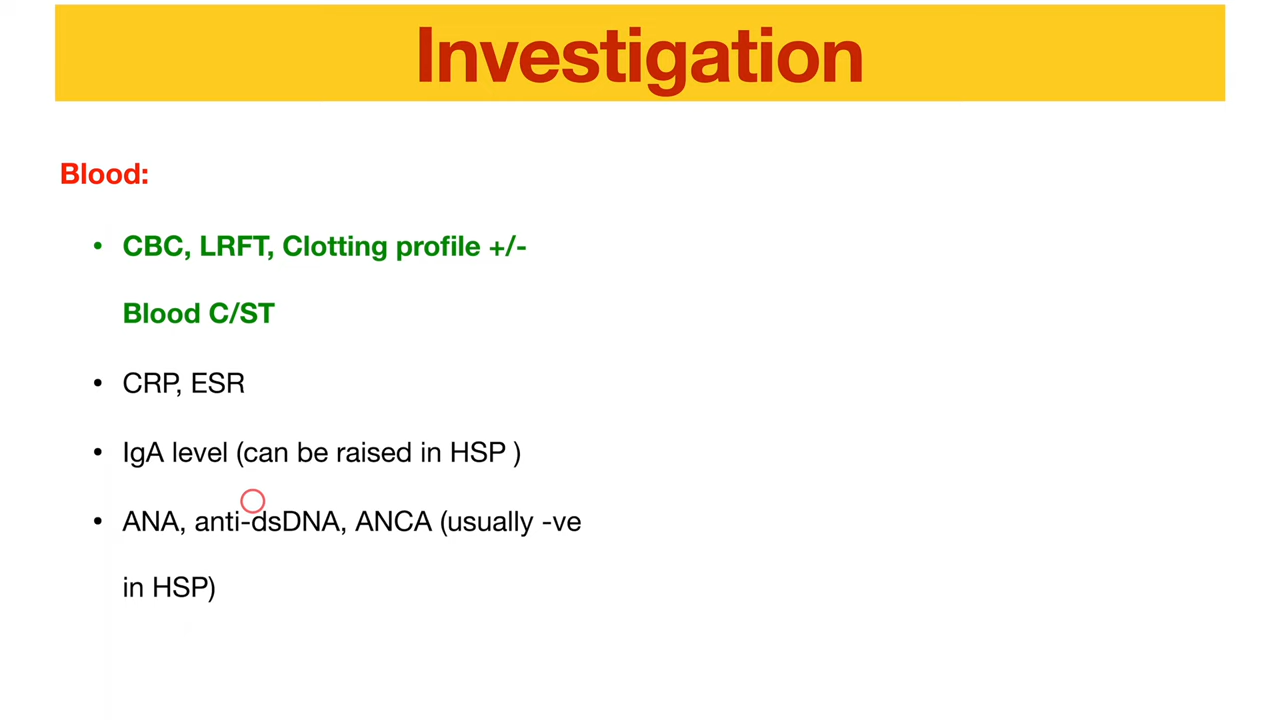 Investigation
Blood:
• CBC, LRFT, Clotting profile +/-
Blood C/ST
• CRP, ESR
• IgA level (can be raised in HSP )
• ANA, anti-dsDNA, ANCA (usually -ve
in HSP)